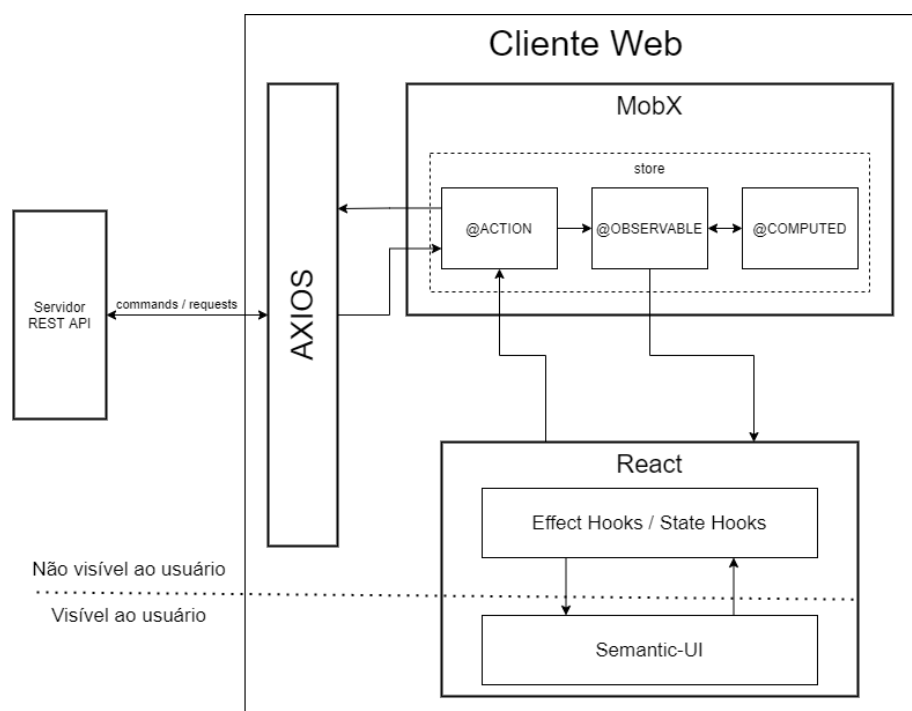 Cliente Web
MobX
store
@ACTION
@OBSERVABLE
@COMPUTED
AXIOS
Servidor
REST API
commands / requests
React
Effect Hooks / State Hooks
Não visível ao usuário
Visível ao usuário
Semantic-UI